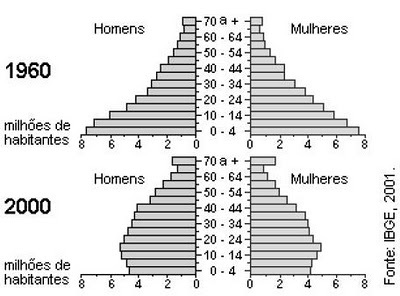 Homens 70 a + Mulheres
60 - 64
50 - 54
1960
40 - 44
30 - 34
20 - 24
10 - 14
milhões de habitantes 0 - 4
8 6 4 2 0 0 2 4 6 8
70 a +
Homens 60 - 64 Mulheres
50 - 54
2000
40 - 44
30 - 34
20 - 24
10 - 14
milhões de habitantes 0 - 4
8 6 4 2 0 0 2 4 6 8
Fonte: IBGE, 2001.